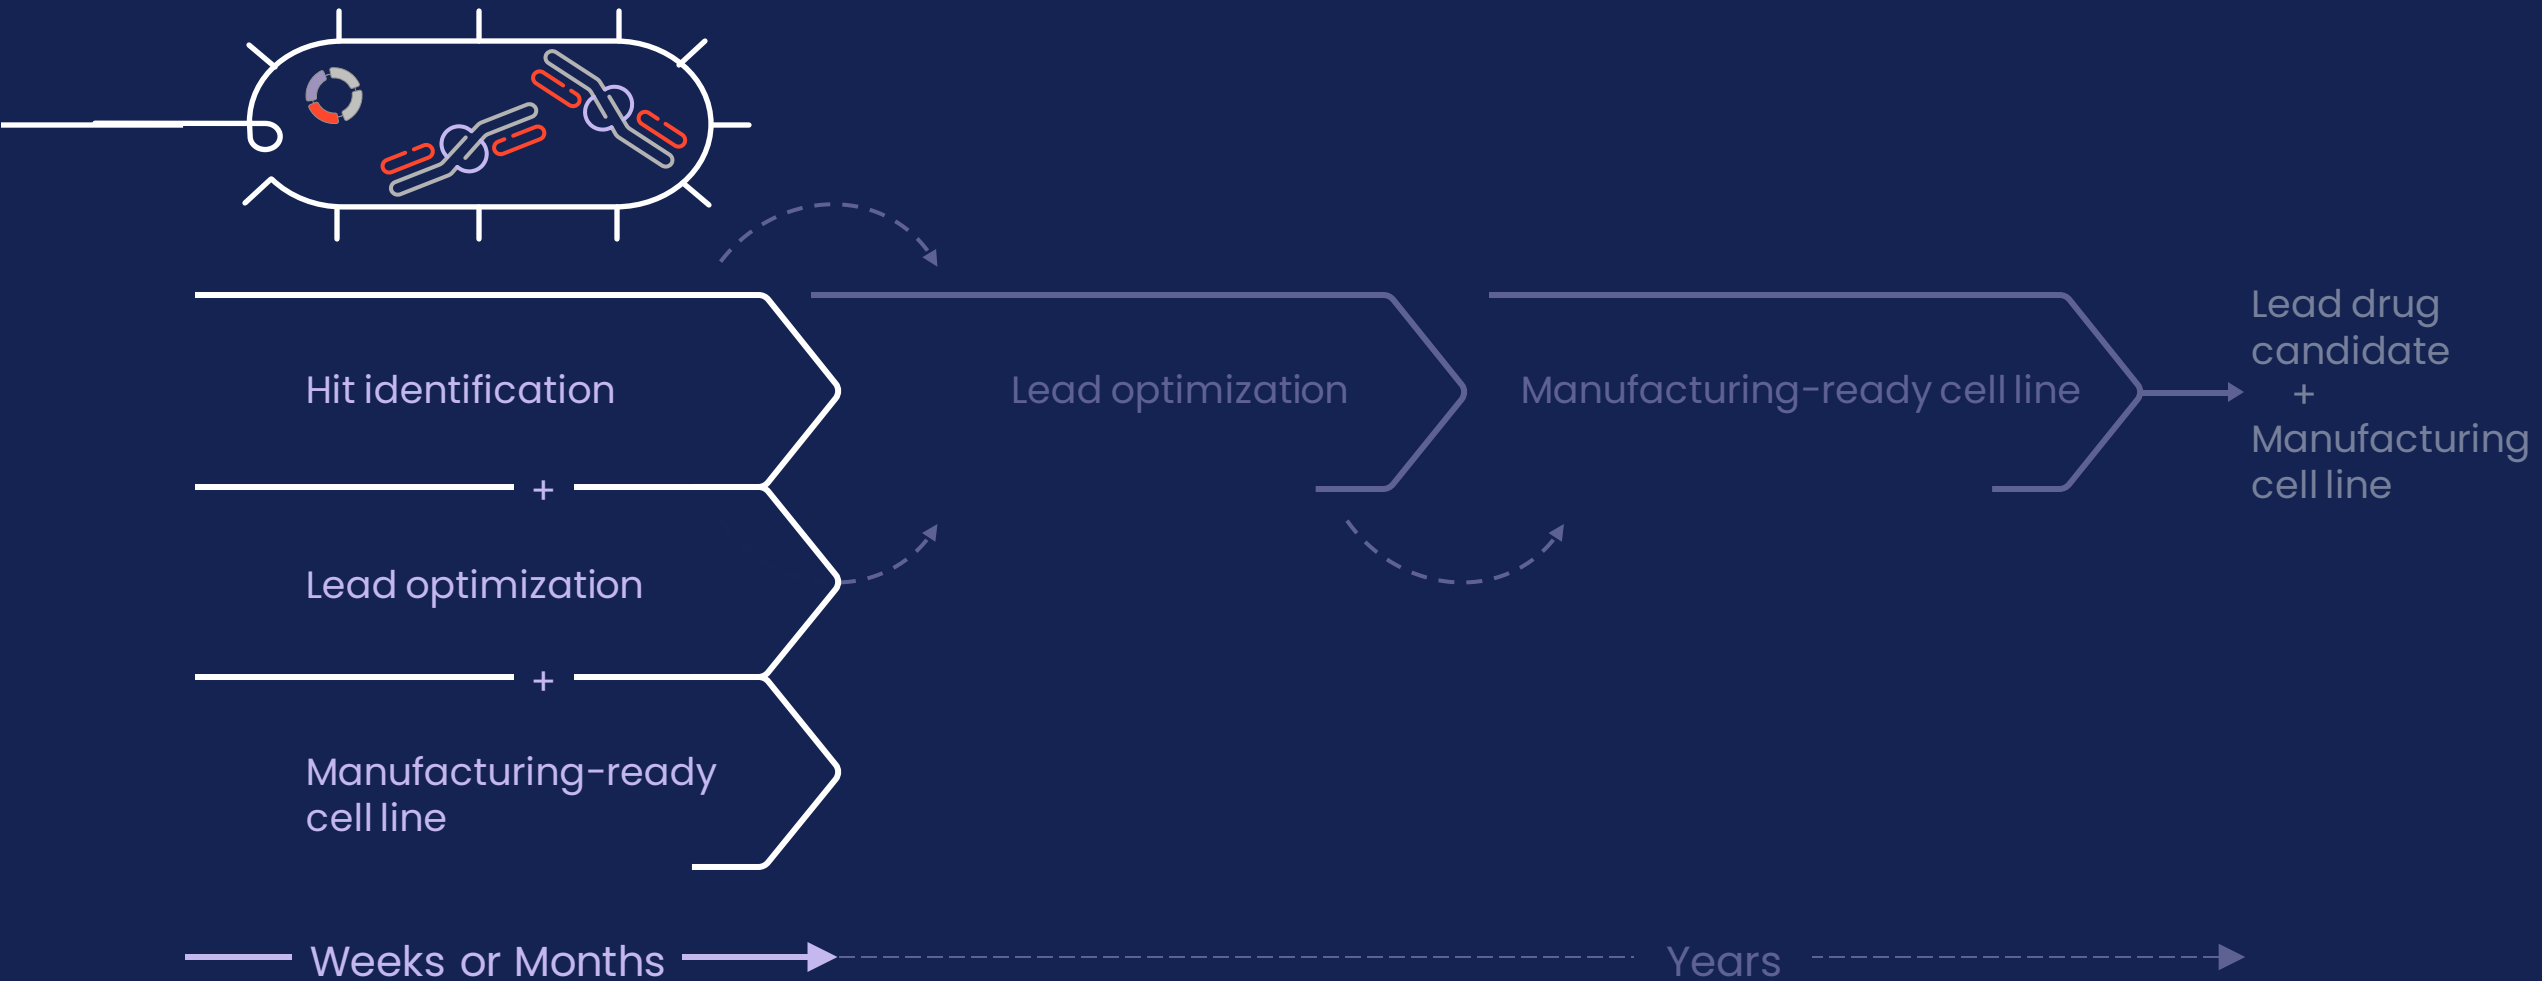 Hit identification
+
Lead optimization
+
Manufacturing-ready
cell line
Lead optimization
Manufacturing-ready cell line
Lead drug
candidate
+
Manufacturing
cell line
Weeks or Months
Years